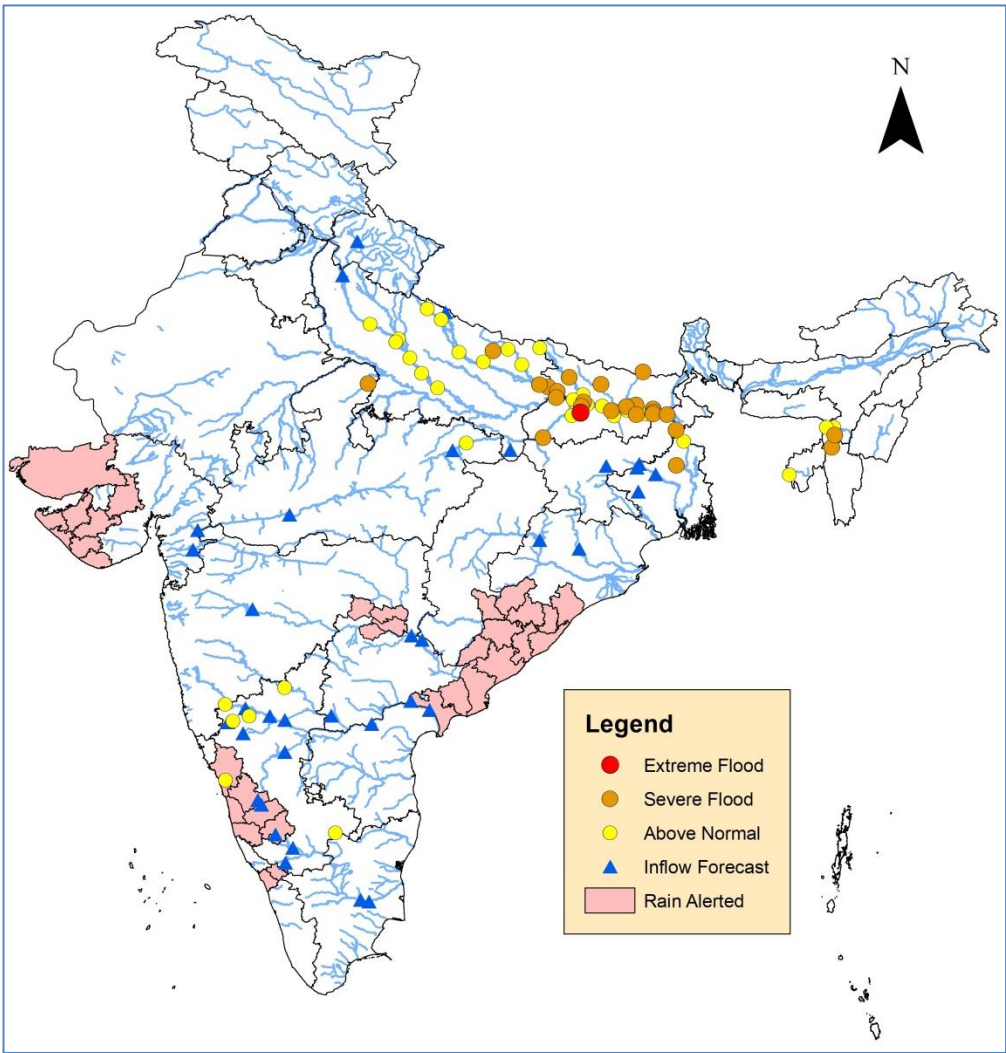 N
Legend
Extreme Flood
Severe Flood
Above Normal
Inflow Forecast
Rain Alerted